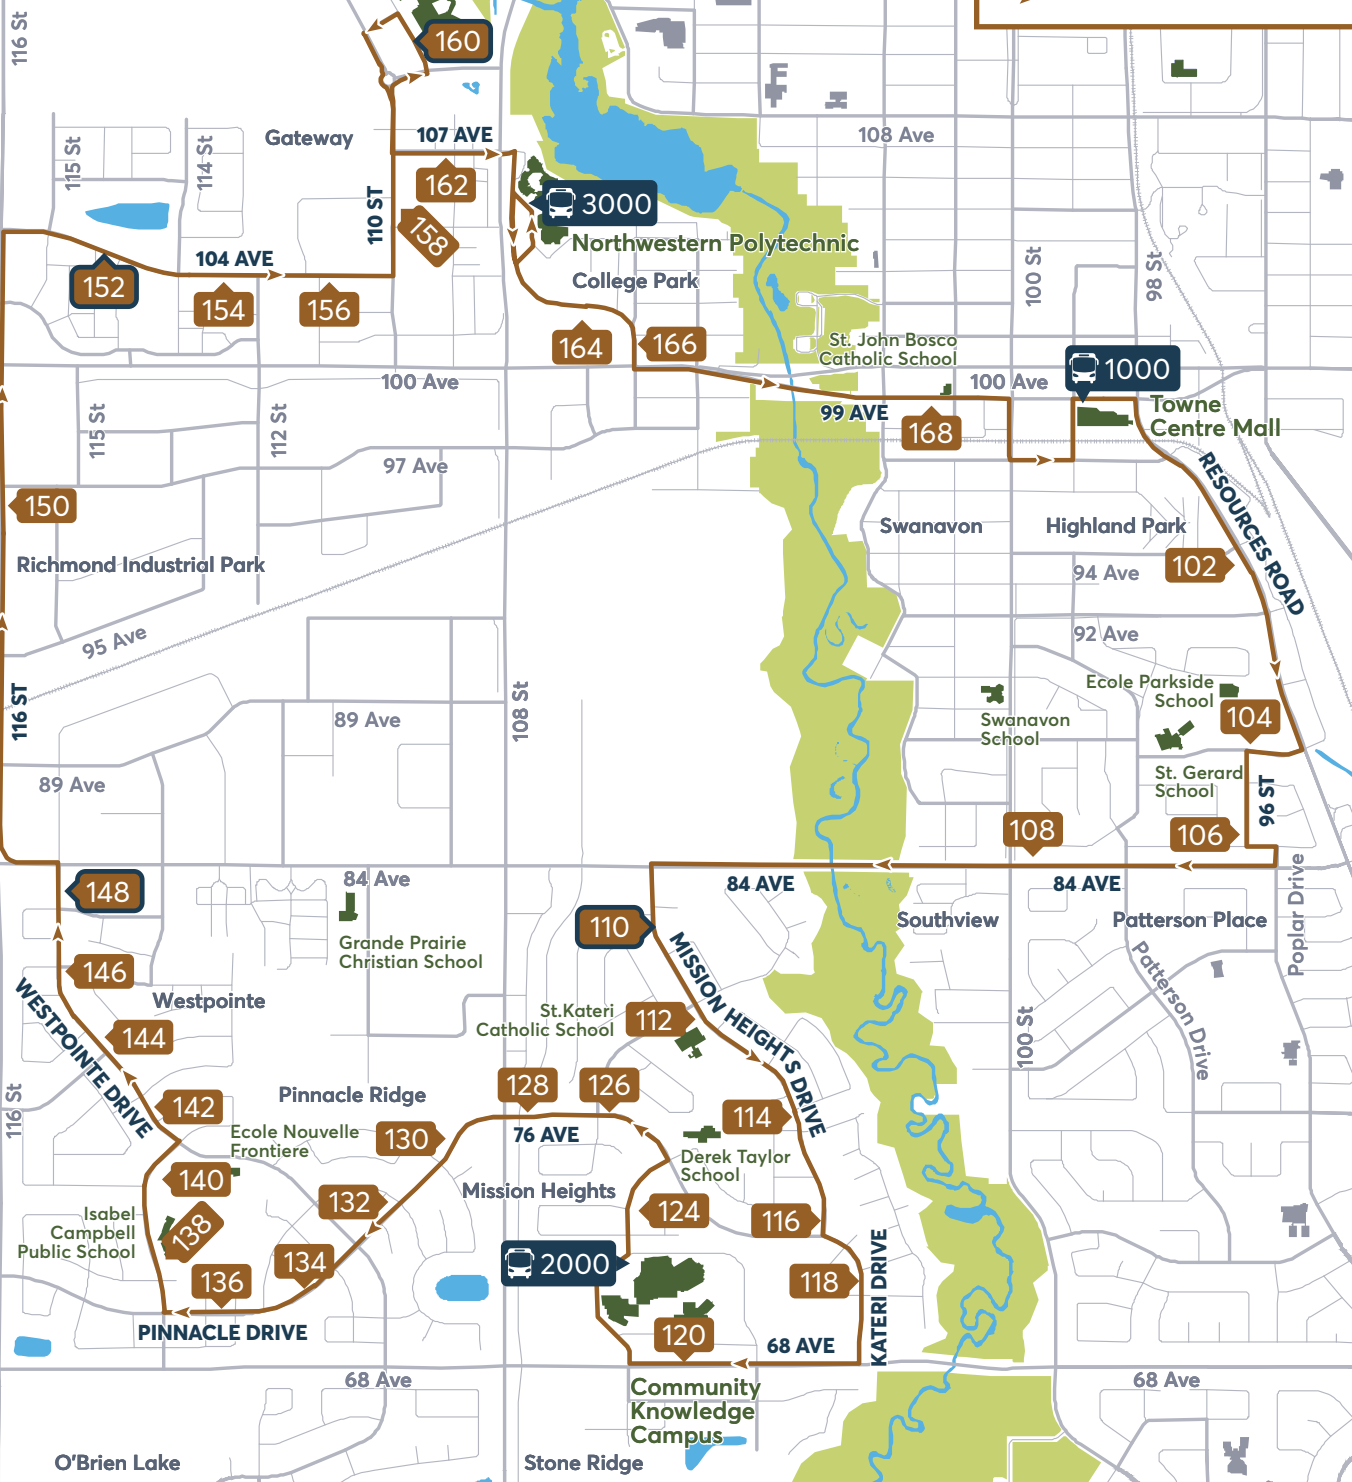 116 St
160
Gateway
107 AVE
108 Ave
115 St
114 St
162
110 ST
158
3000
Northwestern Polytechnic
104 AVE
152
154
156
College Park
100 St
98 St
164
166
St. John Bosco
Catholic School
1000
100 Ave
100 Ave
99 AVE
168
Towne
Centre Mall
115 St
112 St
97 Ave
RESOURCES ROAD
150
Swanavon
Highland Park
Richmond Industrial Park
102
94 Ave
95 Ave
92 Ave
116 ST
108 St
89 Ave
Ecole Parkside
School
104
Swanavon
School
St. Gerard
School
89 Ave
96 ST
108
106
84 Ave
84 AVE
84 AVE
148
Poplar Drive
110
Southview
Patterson Place
Grande Prairie
Christian School
MISSION HEIGHTS DRIVE
Patterson Drive
146
WESTPOINTE DRIVE
Westpointe
St.Kateri
Catholic School
112
144
100 St
116 St
Pinnacle Ridge
128
126
142
114
Ecole Nouvelle
Frontiere
130
76 AVE
Derek Taylor
School
140
Mission Heights
132
124
116
Isabel
Campbell
Public School
138
KATERI DRIVE
134
2000
136
118
PINNACLE DRIVE
120
68 AVE
68 Ave
68 Ave
Community
Knowledge
Campus
O'Brien Lake
Stone Ridge